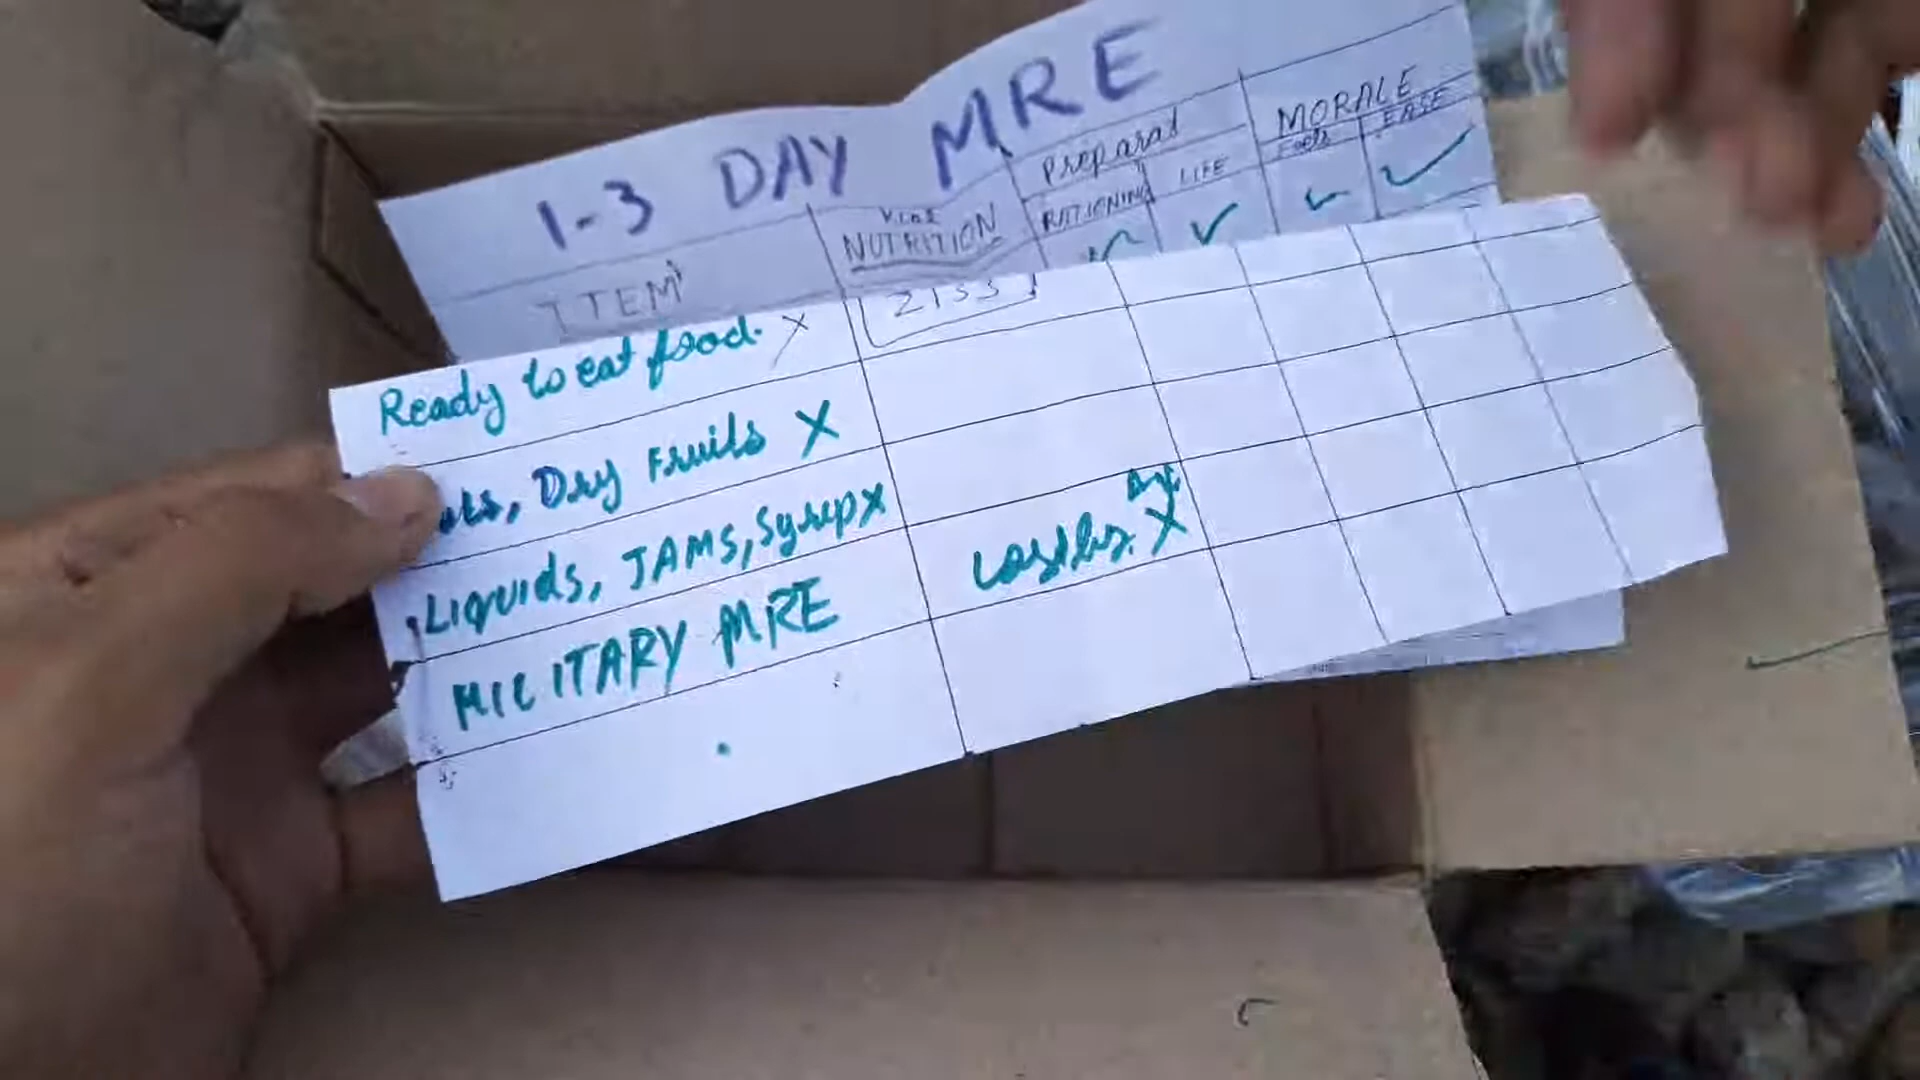 1-3 DAY MRE
Preparat MORALE
ITEM NUTRITION RATIONING LIFE EASE
✓ ✓ ✓ ✓
Ready to eat food. X
, Dry Fruits X
LIQUIDS, JAMS, Syrup X
MILITARY MRE X